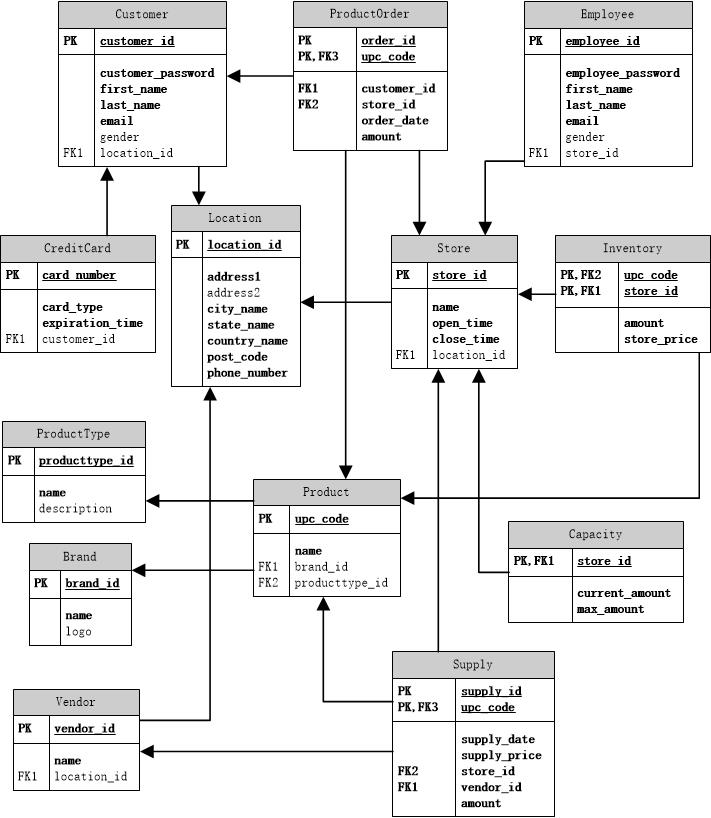 Customer
PK customer_id
customer_password
first_name
last_name
email
gender
FK1 location_id
ProductOrder
PK order_id
PK,FK3 upc_code
FK1 customer_id
FK2 store_id
order_date
amount
Employee
PK employee_id
employee_password
first_name
last_name
email
gender
FK1 store_id
CreditCard
PK card_number
card_type
expiration_time
FK1 customer_id
Location
PK location_id
address1
address2
city_name
state_name
country_name
post_code
phone_number
Store
PK store_id
name
open_time
close_time
FK1 location_id
Inventory
PK,FK2 upc_code
PK,FK1 store_id
amount
store_price
ProductType
PK producttype_id
name
description
Product
PK upc_code
name
FK1 brand_id
FK2 producttype_id
Brand
PK brand_id
name
logo
Capacity
PK,FK1 store_id
current_amount
max_amount
Vendor
PK vendor_id
name
FK1 location_id
Supply
PK supply_id
PK,FK3 upc_code
supply_date
supply_price
FK2 store_id
FK1 vendor_id
amount